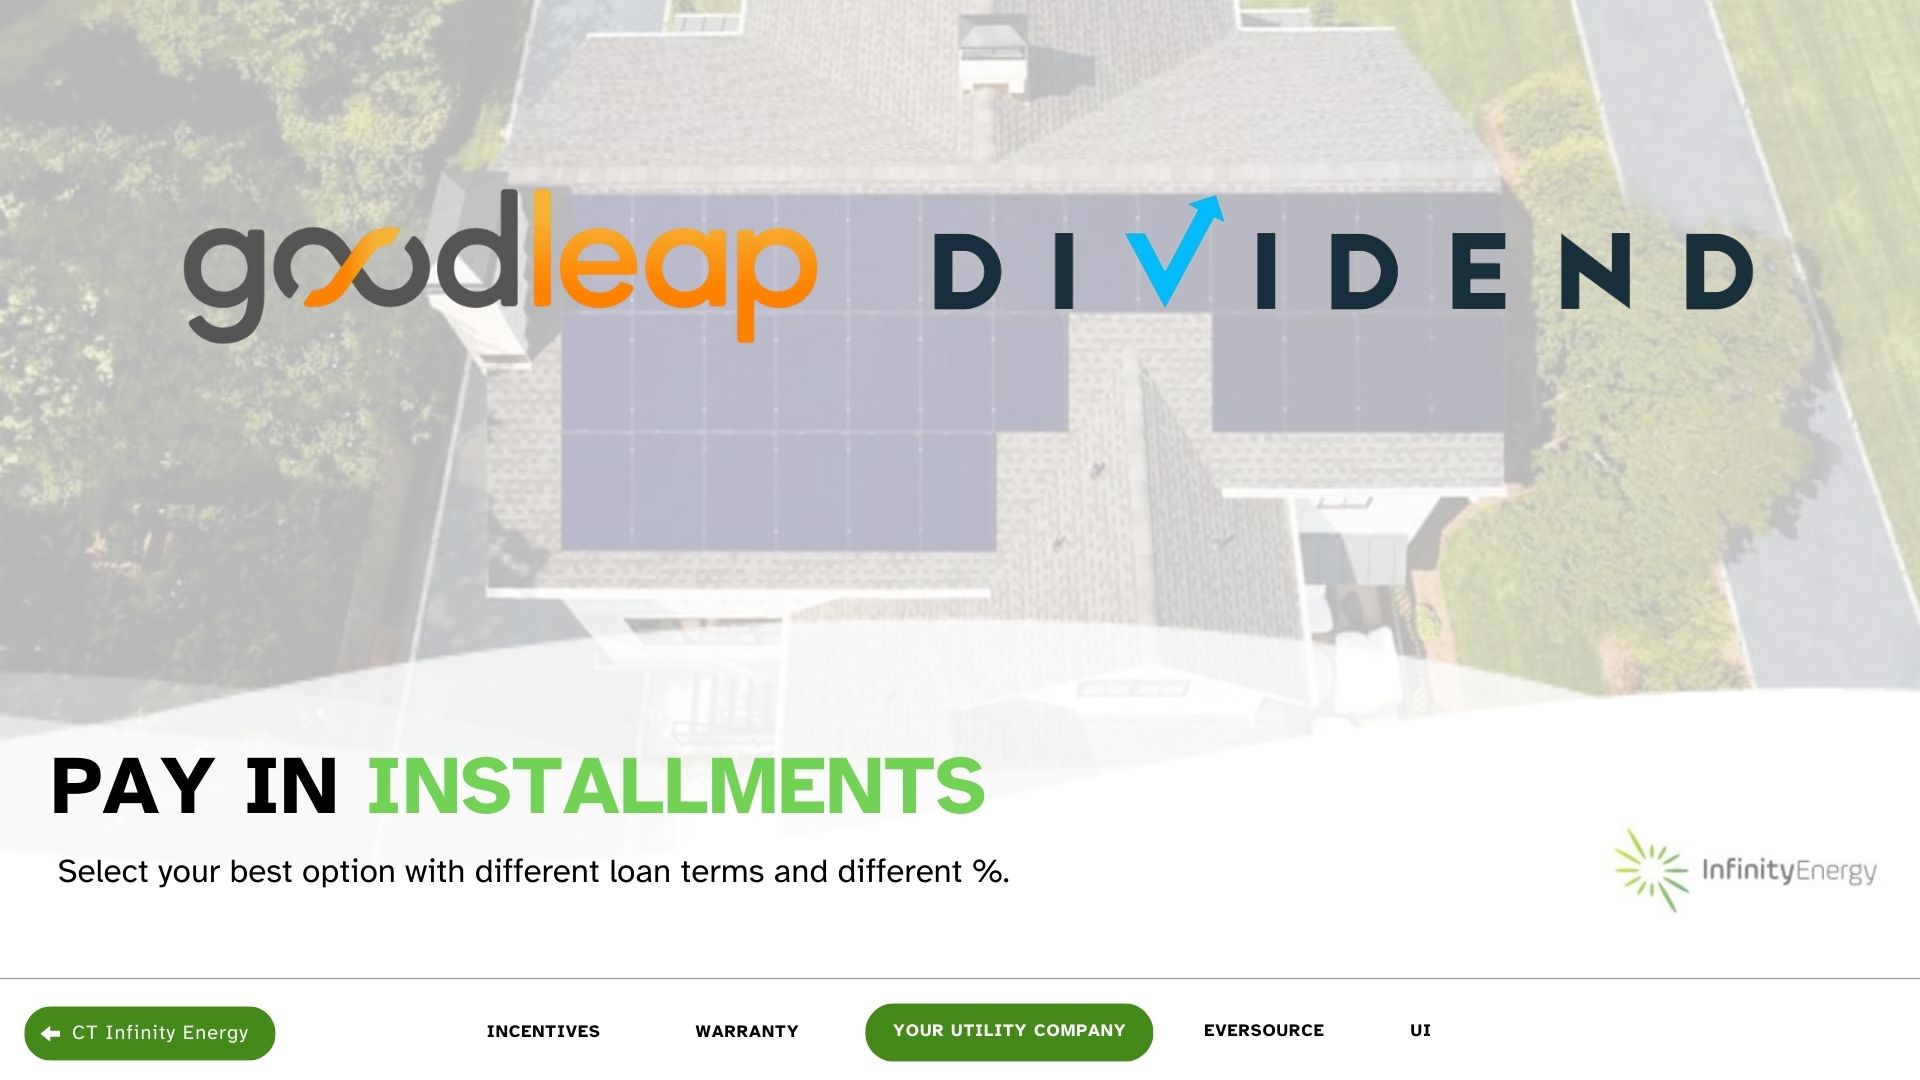 goodleap
DIVIDEND
PAY IN INSTALLMENTS
Select your best option with different loan terms and different %.
InfinityEnergy
CT Infinity Energy
INCENTIVES
WARRANTY
YOUR UTILITY COMPANY
EVERSOURCE
UI